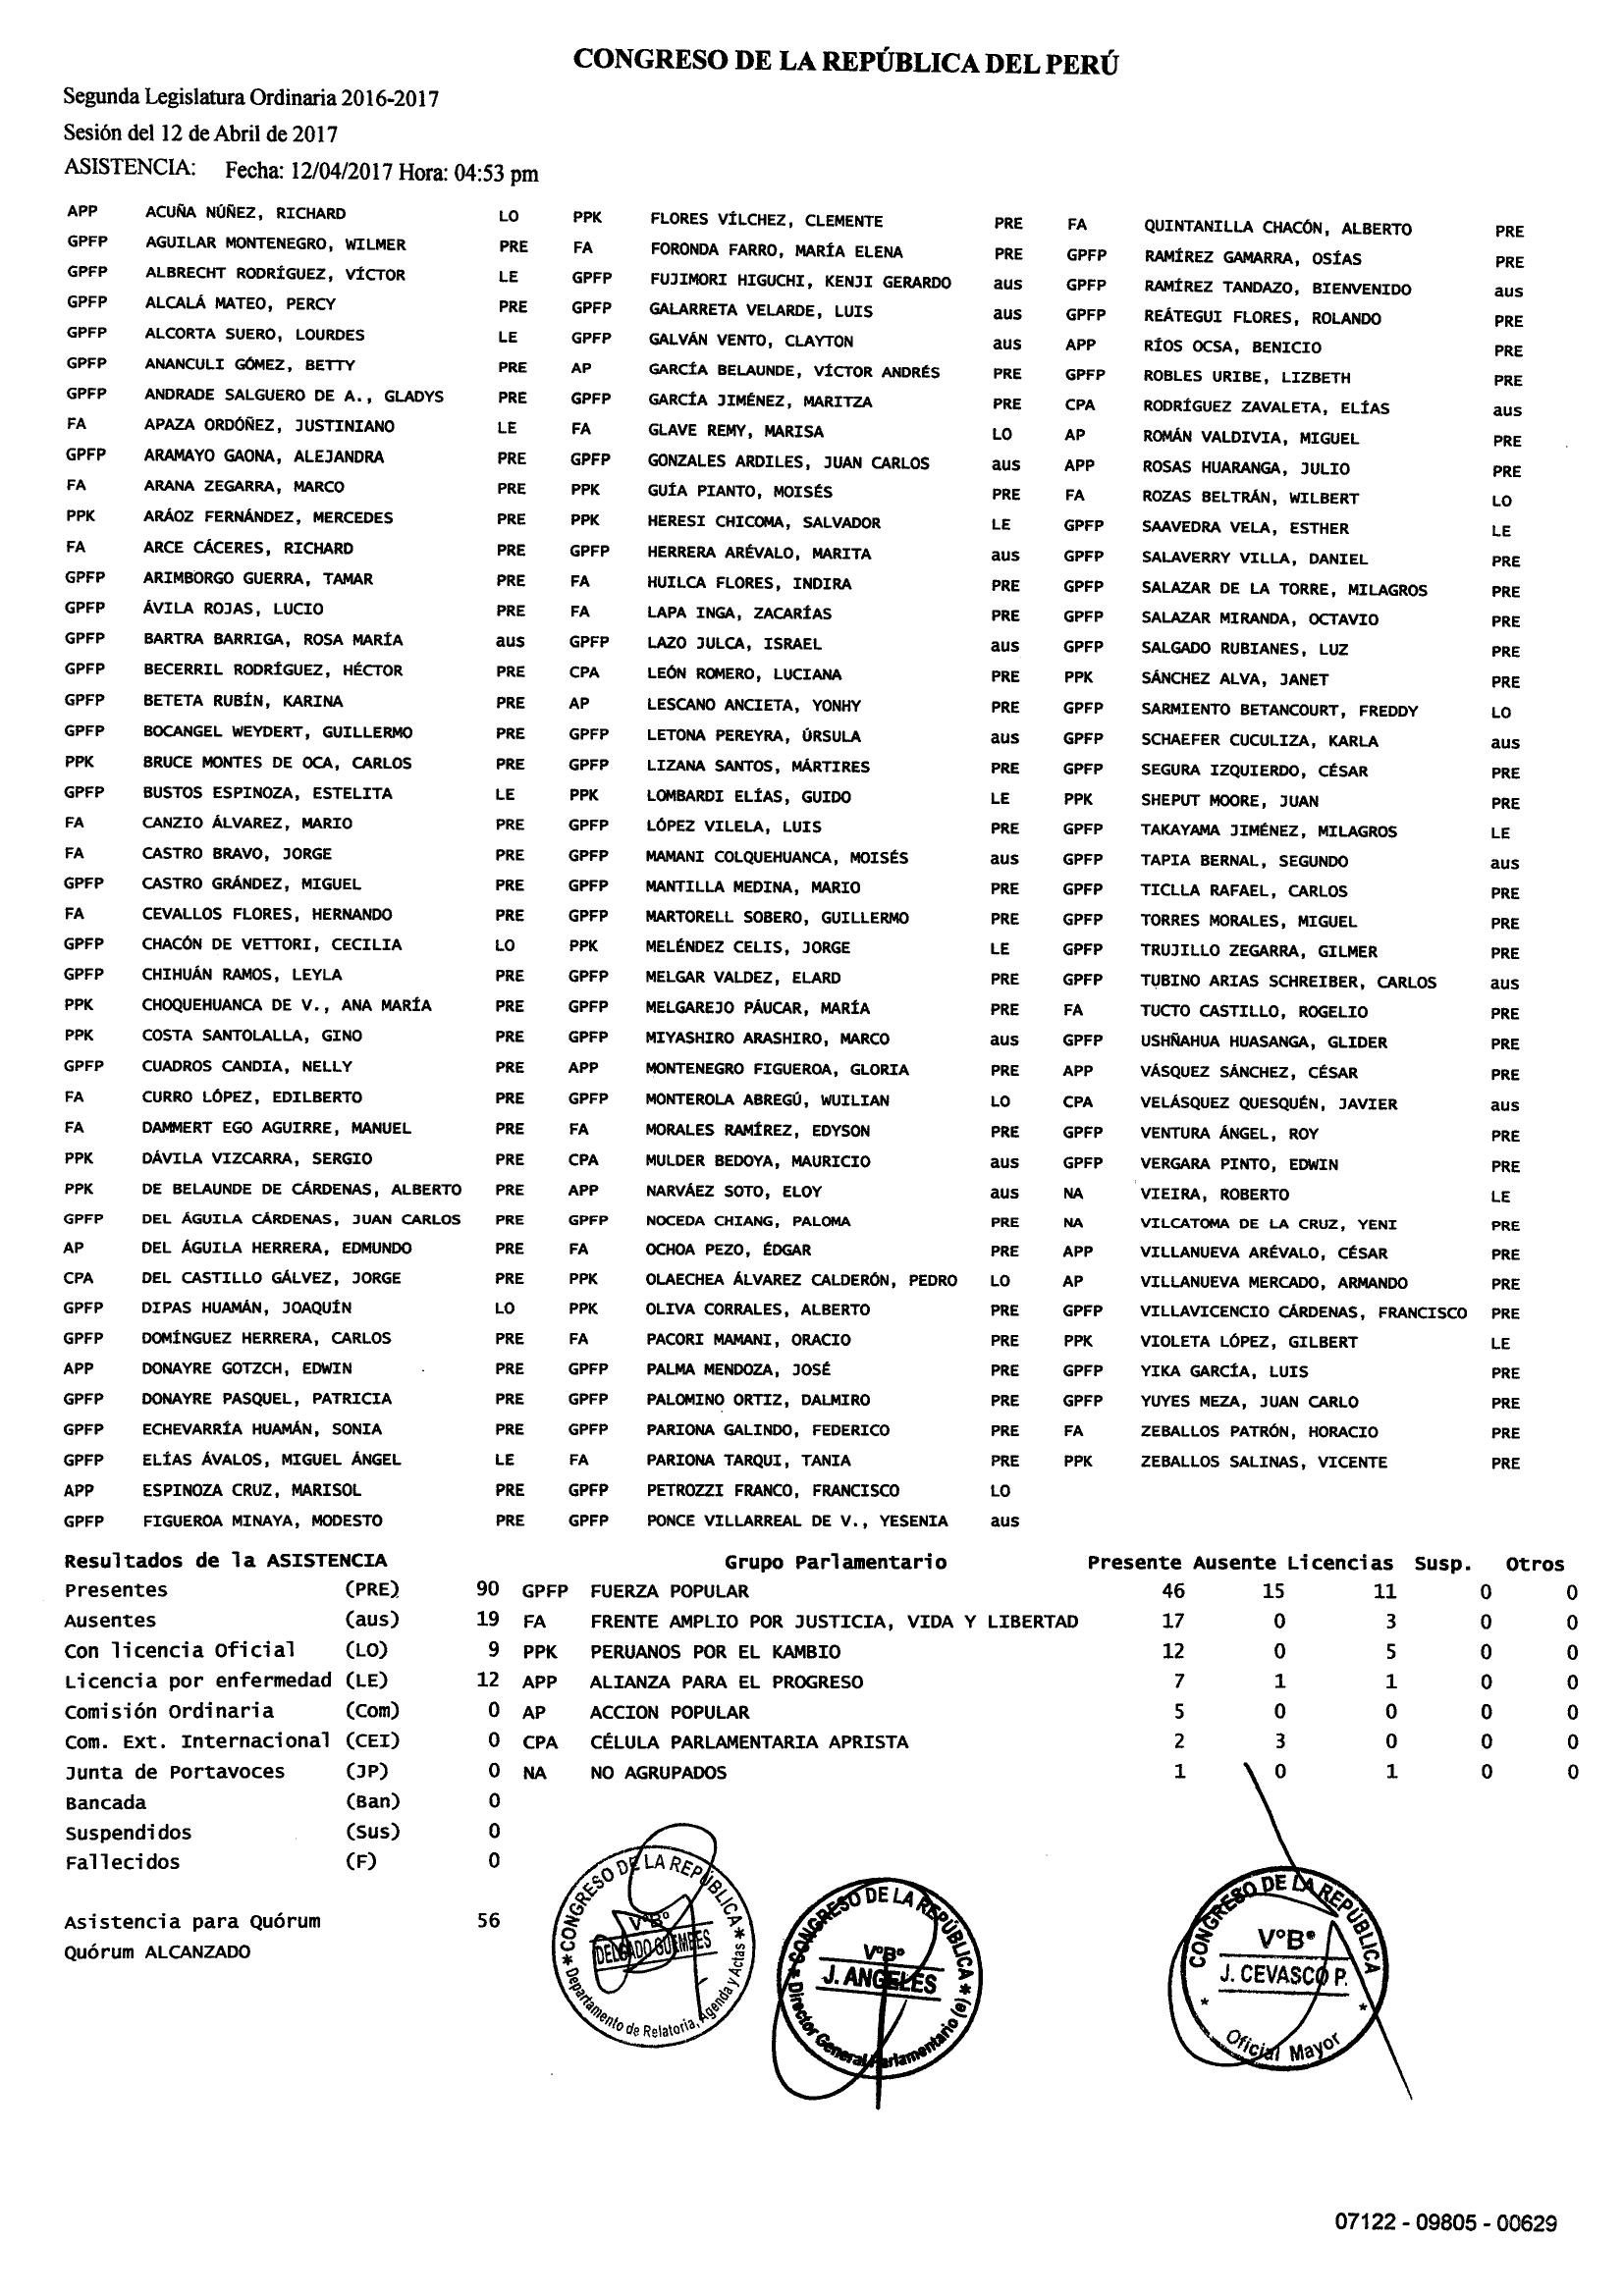 CONGRESO DE LA REPÚBLICA DEL PERÚ
Segunda Legislatura Ordinaria 2016-2017
Sesión del 12 de Abril de 2017
ASISTENCIA: Fecha: 12/04/2017 Hora: 04:53 pm
APP ACUÑA NÚÑEZ, RICHARD LO PPK FLORES VÍLCHEZ, CLEMENTE PRE FA QUINTANILLA CHACÓN, ALBERTO PRE
GPFP AGUILAR MONTENEGRO, WILMER PRE FA FORONDA FARRO, MARÍA ELENA PRE GPFP RAMÍREZ GAMARRA, OSÍAS PRE
GPFP ALBRECHT RODRÍGUEZ, VÍCTOR LE GPFP FUJIMORI HIGUCHI, KENJI GERARDO aus GPFP RAMÍREZ TANDAZO, BIENVENIDO aus
GPFP ALCALÁ MATEO, PERCY PRE GPFP GALARRETA VELARDE, LUIS aus GPFP REÁTEGUI FLORES, ROLANDO PRE
GPFP ALCORTA SUERO, LOURDES LE GPFP GALVÁN VENTO, CLAYTON aus APP RÍOS OCSA, BENICIO PRE
GPFP ANANCULI GÓMEZ, BETTY PRE AP GARCÍA BELAUNDE, VÍCTOR ANDRÉS PRE GPFP ROBLES URIBE, LIZBETH PRE
GPFP ANDRADE SALGUERO DE A., GLADYS PRE GPFP GARCÍA JIMÉNEZ, MARITZA PRE CPA RODRÍGUEZ ZAVALETA, ELÍAS aus
FA APAZA ORDÓÑEZ, JUSTINIANO LE FA GLAVE REMY, MARISA LO AP ROMÁN VALDIVIA, MIGUEL PRE
GPFP ARAMAYO GAONA, ALEJANDRA PRE GPFP GONZALES ARDILES, JUAN CARLOS aus APP ROSAS HUARANGA, JULIO PRE
FA ARANA ZEGARRA, MARCO PRE PPK GUÍA PIANTO, MOISÉS PRE FA ROZAS BELTRÁN, WILBERT LO
PPK ARÁOZ FERNÁNDEZ, MERCEDES PRE PPK HERESI CHICOMA, SALVADOR LE GPFP SAAVEDRA VELA, ESTHER LE
FA ARCE CÁCERES, RICHARD PRE GPFP HERRERA ARÉVALO, MARITA aus GPFP SALAVERRY VILLA, DANIEL PRE
GPFP ARIMBORGO GUERRA, TAMAR PRE FA HUILCA FLORES, INDIRA PRE GPFP SALAZAR DE LA TORRE, MILAGROS PRE
GPFP ÁVILA ROJAS, LUCIO PRE FA LAPA INGA, ZACARÍAS PRE GPFP SALAZAR MIRANDA, OCTAVIO PRE
GPFP BARTRA BARRIGA, ROSA MARÍA aus GPFP LAZO JULCA, ISRAEL aus GPFP SALGADO RUBIANES, LUZ PRE
GPFP BECERRIL RODRÍGUEZ, HÉCTOR PRE CPA LEÓN ROMERO, LUCIANA PRE PPK SÁNCHEZ ALVA, JANET PRE
GPFP BETETA RUBÍN, KARINA PRE AP LESCANO ANCIETA, YONHY PRE GPFP SARMIENTO BETANCOURT, FREDDY LO
GPFP BOCANGEL WEYDERT, GUILLERMO PRE GPFP LETONA PEREYRA, ÚRSULA aus GPFP SCHAEFER CUCULIZA, KARLA aus
PPK BRUCE MONTES DE OCA, CARLOS PRE GPFP LIZANA SANTOS, MÁRTIRES PRE GPFP SEGURA IZQUIERDO, CÉSAR PRE
GPFP BUSTOS ESPINOZA, ESTELITA LE PPK LOMBARDI ELÍAS, GUIDO LE PPK SHEPUT MOORE, JUAN PRE
FA CANZIO ÁLVAREZ, MARIO PRE GPFP LÓPEZ VILELA, LUIS PRE GPFP TAKAYAMA JIMÉNEZ, MILAGROS LE
FA CASTRO BRAVO, JORGE PRE GPFP MAMANI COLQUEHUANCA, MOISÉS aus GPFP TAPIA BERNAL, SEGUNDO aus
GPFP CASTRO GRÁNDEZ, MIGUEL PRE GPFP MANTILLA MEDINA, MARIO PRE GPFP TICLLA RAFAEL, CARLOS PRE
FA CEVALLOS FLORES, HERNANDO PRE GPFP MARTORELL SOBERO, GUILLERMO PRE GPFP TORRES MORALES, MIGUEL PRE
GPFP CHACÓN DE VETTORI, CECILIA LO PPK MELÉNDEZ CELIS, JORGE LE GPFP TRUJILLO ZEGARRA, GILMER PRE
GPFP CHIHUÁN RAMOS, LEYLA PRE GPFP MELGAR VALDEZ, ELARD PRE GPFP TUBINO ARIAS SCHREIBER, CARLOS aus
PPK CHOQUEHUANCA DE V., ANA MARÍA PRE GPFP MELGAREJO PÁUCAR, MARÍA PRE FA TUCTO CASTILLO, ROGELIO PRE
PPK COSTA SANTOLALLA, GINO PRE GPFP MIYASHIRO ARASHIRO, MARCO aus GPFP USHÑAHUA HUASANGA, GLIDER PRE
GPFP CUADROS CANDIA, NELLY PRE APP MONTENEGRO FIGUEROA, GLORIA PRE APP VÁSQUEZ SÁNCHEZ, CÉSAR PRE
FA CURRO LÓPEZ, EDILBERTO PRE GPFP MONTEROLA ABREGÚ, WUILIAN LO CPA VELÁSQUEZ QUESQUÉN, JAVIER aus
FA DAMMERT EGO AGUIRRE, MANUEL PRE FA MORALES RAMÍREZ, EDYSON PRE GPFP VENTURA ÁNGEL, ROY PRE
PPK DÁVILA VIZCARRA, SERGIO PRE CPA MULDER BEDOYA, MAURICIO aus GPFP VERGARA PINTO, EDWIN PRE
PPK DE BELAUNDE DE CÁRDENAS, ALBERTO PRE APP NARVÁEZ SOTO, ELOY aus NA VIEIRA, ROBERTO LE
GPFP DEL ÁGUILA CÁRDENAS, JUAN CARLOS PRE GPFP NOCEDA CHIANG, PALOMA PRE NA VILCATOMA DE LA CRUZ, YENI PRE
AP DEL ÁGUILA HERRERA, EDMUNDO PRE FA OCHOA PEZO, ÉDGAR PRE APP VILLANUEVA ARÉVALO, CÉSAR PRE
CPA DEL CASTILLO GÁLVEZ, JORGE PRE PPK OLAECHEA ÁLVAREZ CALDERÓN, PEDRO LO AP VILLANUEVA MERCADO, ARMANDO PRE
GPFP DIPAS HUAMÁN, JOAQUÍN LO PPK OLIVA CORRALES, ALBERTO PRE GPFP VILLAVICENCIO CÁRDENAS, FRANCISCO PRE
GPFP DOMÍNGUEZ HERRERA, CARLOS PRE FA PACORI MAMANI, ORACIO PRE PPK VIOLETA LÓPEZ, GILBERT LE
APP DONAYRE GOTZCH, EDWIN PRE GPFP PALMA MENDOZA, JOSÉ PRE GPFP YIKA GARCÍA, LUIS PRE
GPFP DONAYRE PASQUEL, PATRICIA PRE GPFP PALOMINO ORTIZ, DALMIRO PRE GPFP YUYES MEZA, JUAN CARLO PRE
GPFP ECHEVARRÍA HUAMÁN, SONIA PRE GPFP PARIONA GALINDO, FEDERICO PRE FA ZEBALLOS PATRÓN, HORACIO PRE
GPFP ELÍAS ÁVALOS, MIGUEL ÁNGEL LE FA PARIONA TARQUI, TANIA PRE PPK ZEBALLOS SALINAS, VICENTE PRE
APP ESPINOZA CRUZ, MARISOL PRE GPFP PETROZZI FRANCO, FRANCISCO LO
GPFP FIGUEROA MINAYA, MODESTO PRE GPFP PONCE VILLARREAL DE V., YESENIA aus
Resultados de la ASISTENCIA Grupo Parlamentario Presente Ausente Licencias Susp. Otros
Presentes (PRE) 90 GPFP FUERZA POPULAR 46 15 11 0 0
Ausentes (aus) 19 FA FRENTE AMPLIO POR JUSTICIA, VIDA Y LIBERTAD 17 0 3 0 0
Con licencia Oficial (LO) 9 PPK PERUANOS POR EL KAMBIO 12 0 5 0 0
Licencia por enfermedad (LE) 12 APP ALIANZA PARA EL PROGRESO 7 1 1 0 0
Comisión Ordinaria (Com) 0 AP ACCION POPULAR 5 0 0 0 0
Com. Ext. Internacional (CEI) 0 CPA CÉLULA PARLAMENTARIA APRISTA 2 3 0 0 0
Junta de Portavoces (JP) 0 NA NO AGRUPADOS 1 0 1 0 0
Bancada (Ban) 0
Suspendidos (Sus) 0
Fallecidos (F) 0
Asistencia para Quórum 56
Quórum ALCANZADO
CONGRESO DE LA REPÚBLICA
V°B°
DELGADO GUEMBES
Departamento de Relatoria, Agenda y Actas
CONGRESO DE LA REPÚBLICA
V°B°
J. ANGELES
Director General Parlamentario (e)
CONGRESO DE LA REPÚBLICA
V°B°
J. CEVASCO P.
Oficial Mayor
07122 - 09805 - 00629